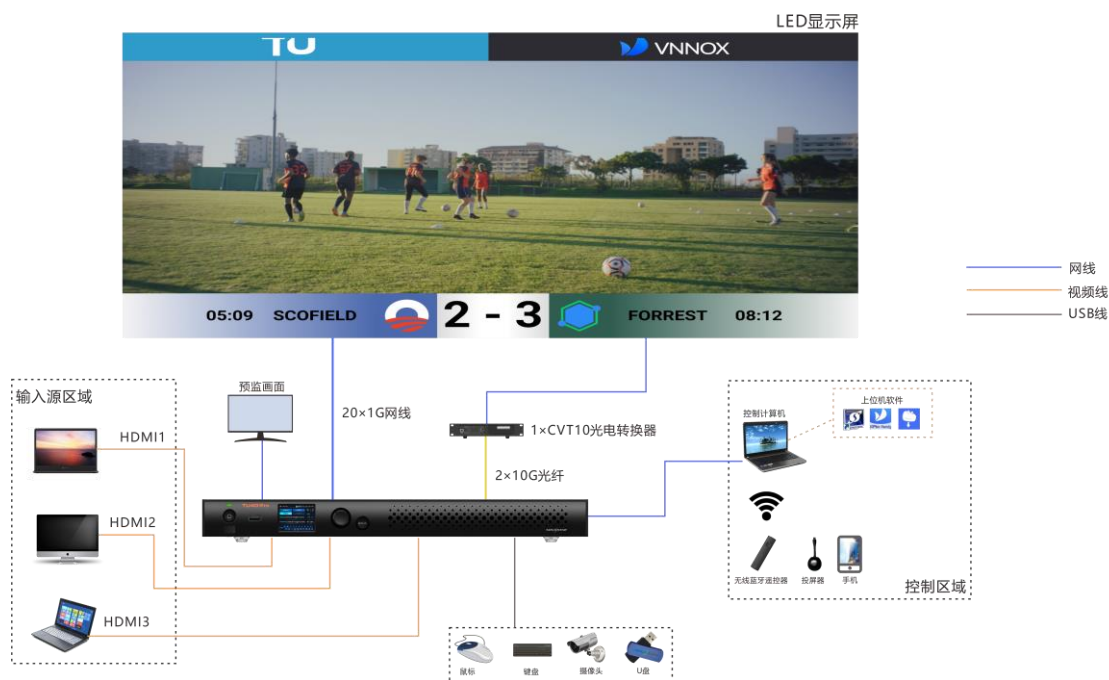 LED显示屏
TU
VNNOX
05:09 SCOFIELD 2 - 3 FORREST 08:12
网线
视频线
USB线
输入源区域
HDMI1
HDMI2
HDMI3
预监画面
20×1G网线
1×CVT10光电转换器
2×10G光纤
控制计算机
上位机软件
无线蓝牙遥控器
投屏器
手机
控制区域
鼠标
键盘
摄像头
U盘